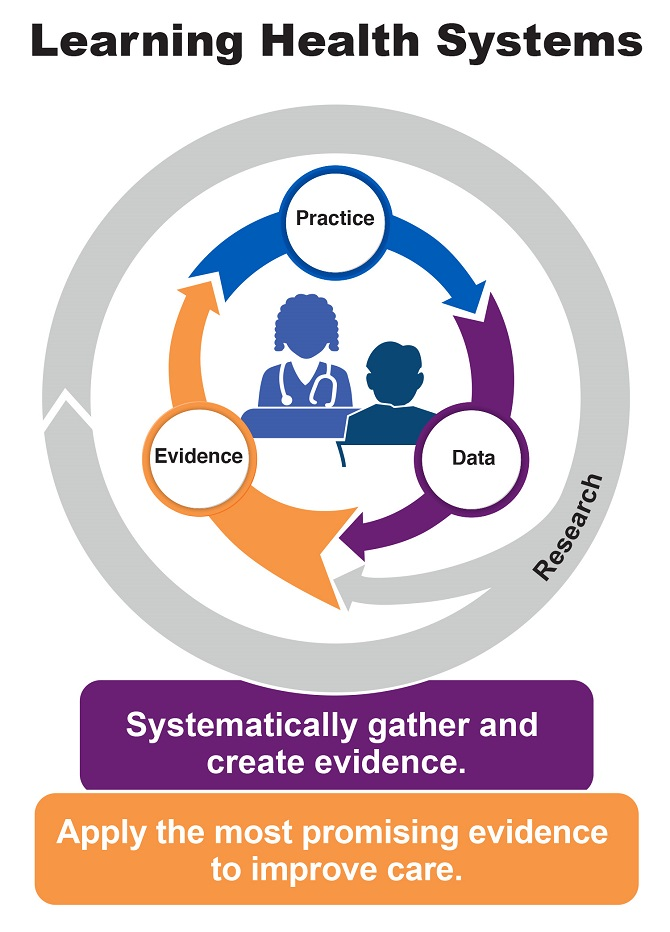 Learning Health Systems
Practice
Evidence
Data
Research
Systematically gather and
create evidence.
Apply the most promising evidence
to improve care.